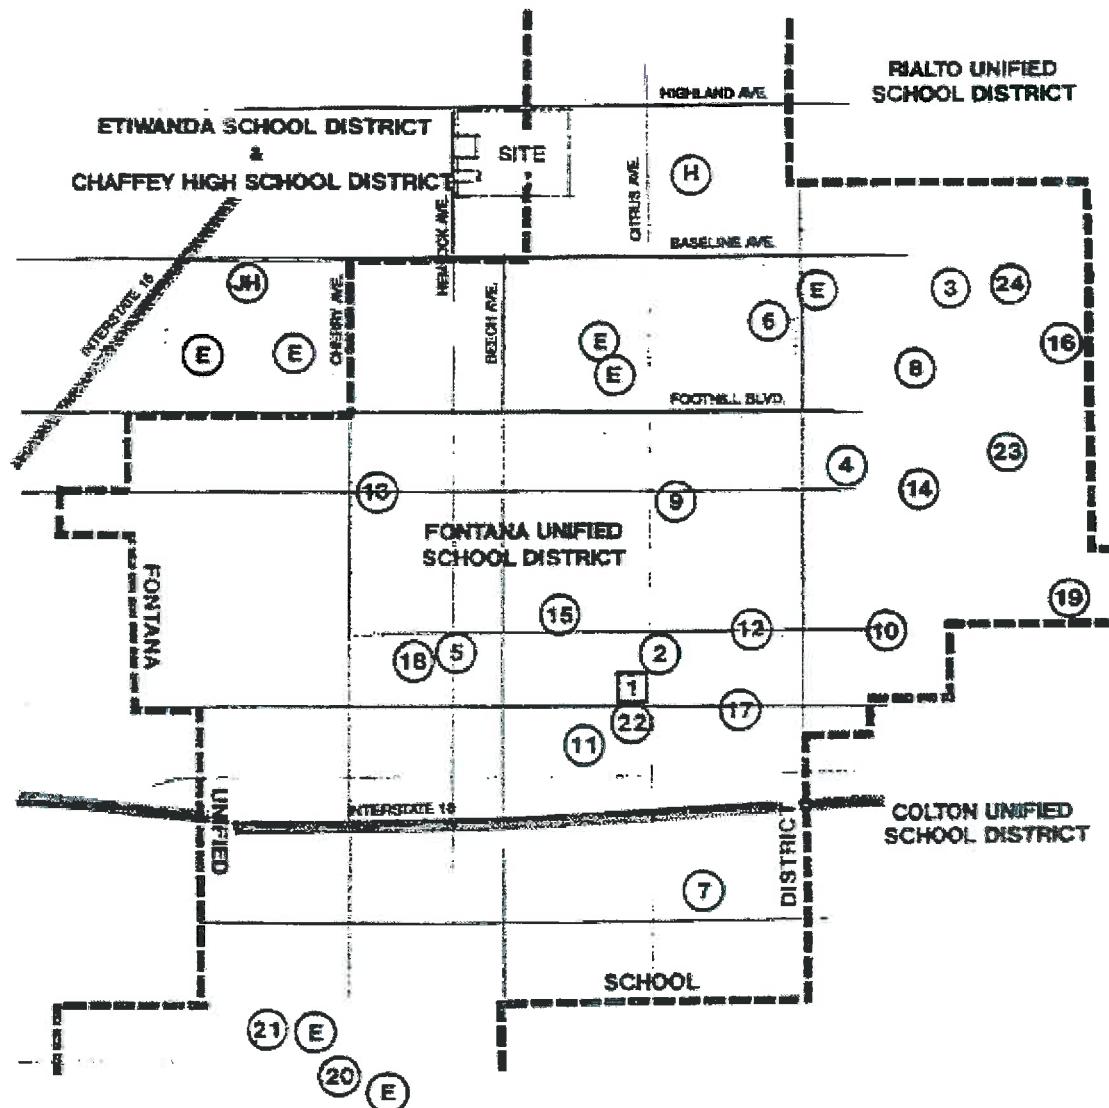 RIALTO UNIFIED
SCHOOL DISTRICT
HIGHLAND AVE.
ETIWANDA SCHOOL DISTRICT
&
CHAFFEY HIGH SCHOOL DISTRICT
SITE
H
CITRUS AVE.
HEMLOCK AVE.
BASELINE AVE.
INTERSTATE 15
JH
CHERRY AVE.
BEECH AVE.
E
3
24
6
16
E
E
E
E
8
FOOTHILL BLVD.
23
4
13
9
14
FONTANA UNIFIED
SCHOOL DISTRICT
FONTANA
15
19
12
10
18
5
2
1
17
22
11
UNIFIED
INTERSTATE 10
COLTON UNIFIED
SCHOOL DISTRICT
DISTRICT
7
SCHOOL
21
E
20
E